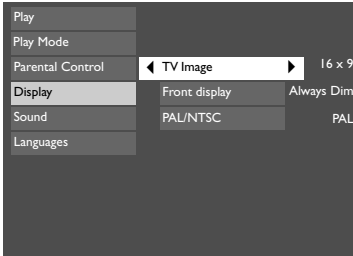 Play
Play Mode
Parental Control
TV Image
16 x 9
Display
Front display
Always Dim
Sound
PAL/NTSC
PAL
Languages